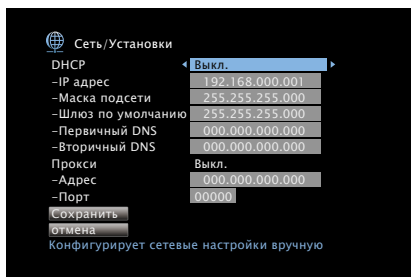 Сеть/Установки
DHCP Выкл.
–IP адрес 192.168.000.001
–Маска подсети 255.255.255.000
–Шлюз по умолчанию 255.255.255.000
–Первичный DNS 000.000.000.000
–Вторичный DNS 000.000.000.000
Прокси Выкл.
–Адрес 000.000.000.000
–Порт 00000
Сохранить
отмена
Конфигурирует сетевые настройки вручную